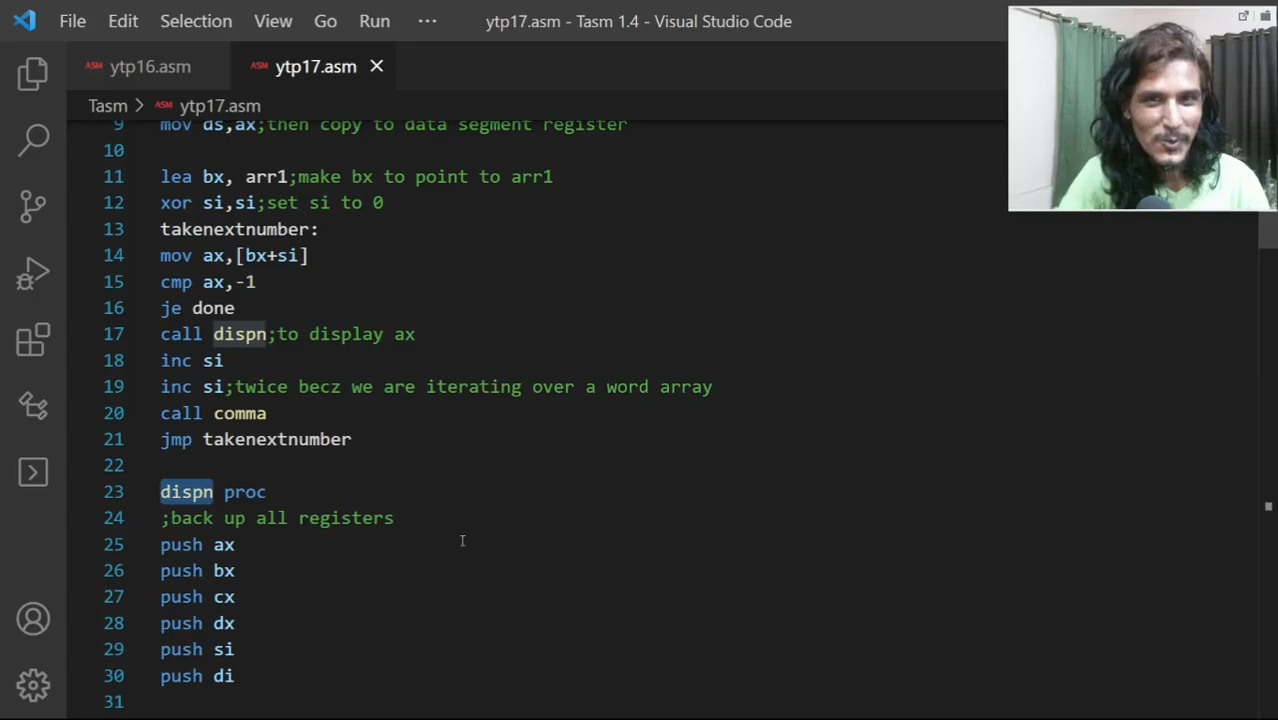 File Edit Selection View Go Run ··· ytp17.asm - Tasm 1.4 - Visual Studio Code
ASM ytp16.asm ASM ytp17.asm
Tasm > ASM ytp17.asm
9 mov ds,ax;then copy to data segment register
10
11 lea bx, arr1;make bx to point to arr1
12 xor si,si;set si to 0
13 takenextnumber:
14 mov ax,[bx+si]
15 cmp ax,-1
16 je done
17 call dispn;to display ax
18 inc si
19 inc si;twice becz we are iterating over a word array
20 call comma
21 jmp takenextnumber
22
23 dispn proc
24 ;back up all registers
25 push ax
26 push bx
27 push cx
28 push dx
29 push si
30 push di
31